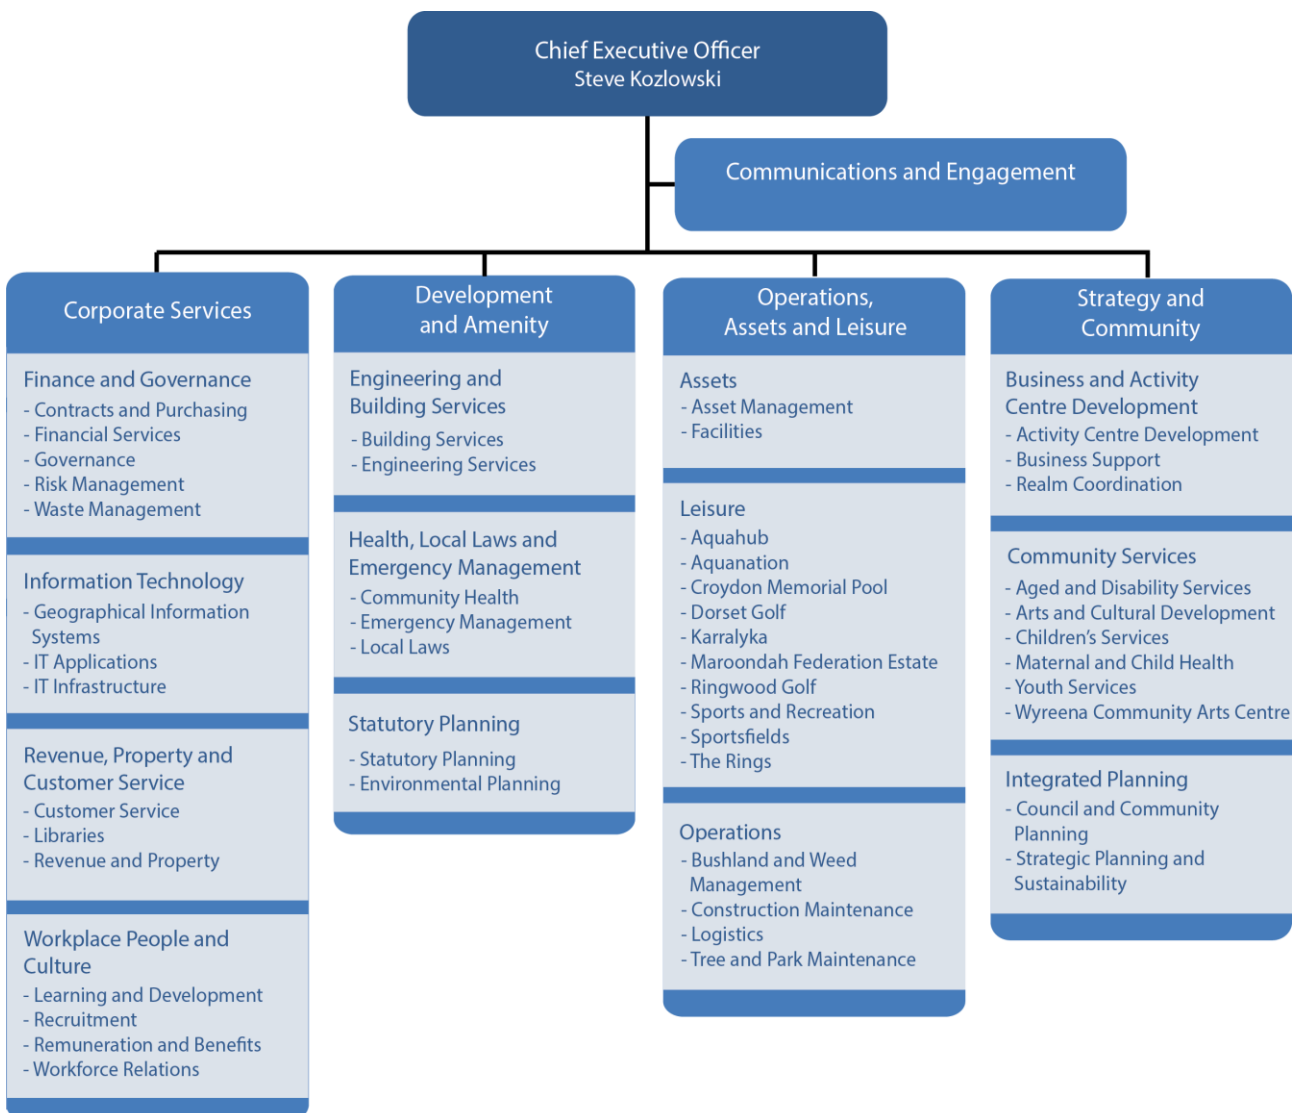 Chief Executive Officer
Steve Kozlowski
Communications and Engagement
Corporate Services
Finance and Governance
- Contracts and Purchasing
- Financial Services
- Governance
- Risk Management
- Waste Management
Information Technology
- Geographical Information
Systems
- IT Applications
- IT Infrastructure
Revenue, Property and
Customer Service
- Customer Service
- Libraries
- Revenue and Property
Workplace People and
Culture
- Learning and Development
- Recruitment
- Remuneration and Benefits
- Workforce Relations
Development
and Amenity
Engineering and
Building Services
- Building Services
- Engineering Services
Health, Local Laws and
Emergency Management
- Community Health
- Emergency Management
- Local Laws
Statutory Planning
- Statutory Planning
- Environmental Planning
Operations,
Assets and Leisure
Assets
- Asset Management
- Facilities
Leisure
- Aquahub
- Aquanation
- Croydon Memorial Pool
- Dorset Golf
- Karralyka
- Maroondah Federation Estate
- Ringwood Golf
- Sports and Recreation
- Sportsfields
- The Rings
Operations
- Bushland and Weed
Management
- Construction Maintenance
- Logistics
- Tree and Park Maintenance
Strategy and
Community
Business and Activity
Centre Development
- Activity Centre Development
- Business Support
- Realm Coordination
Community Services
- Aged and Disability Services
- Arts and Cultural Development
- Children's Services
- Maternal and Child Health
- Youth Services
- Wyreena Community Arts Centre
Integrated Planning
- Council and Community
Planning
- Strategic Planning and
Sustainability